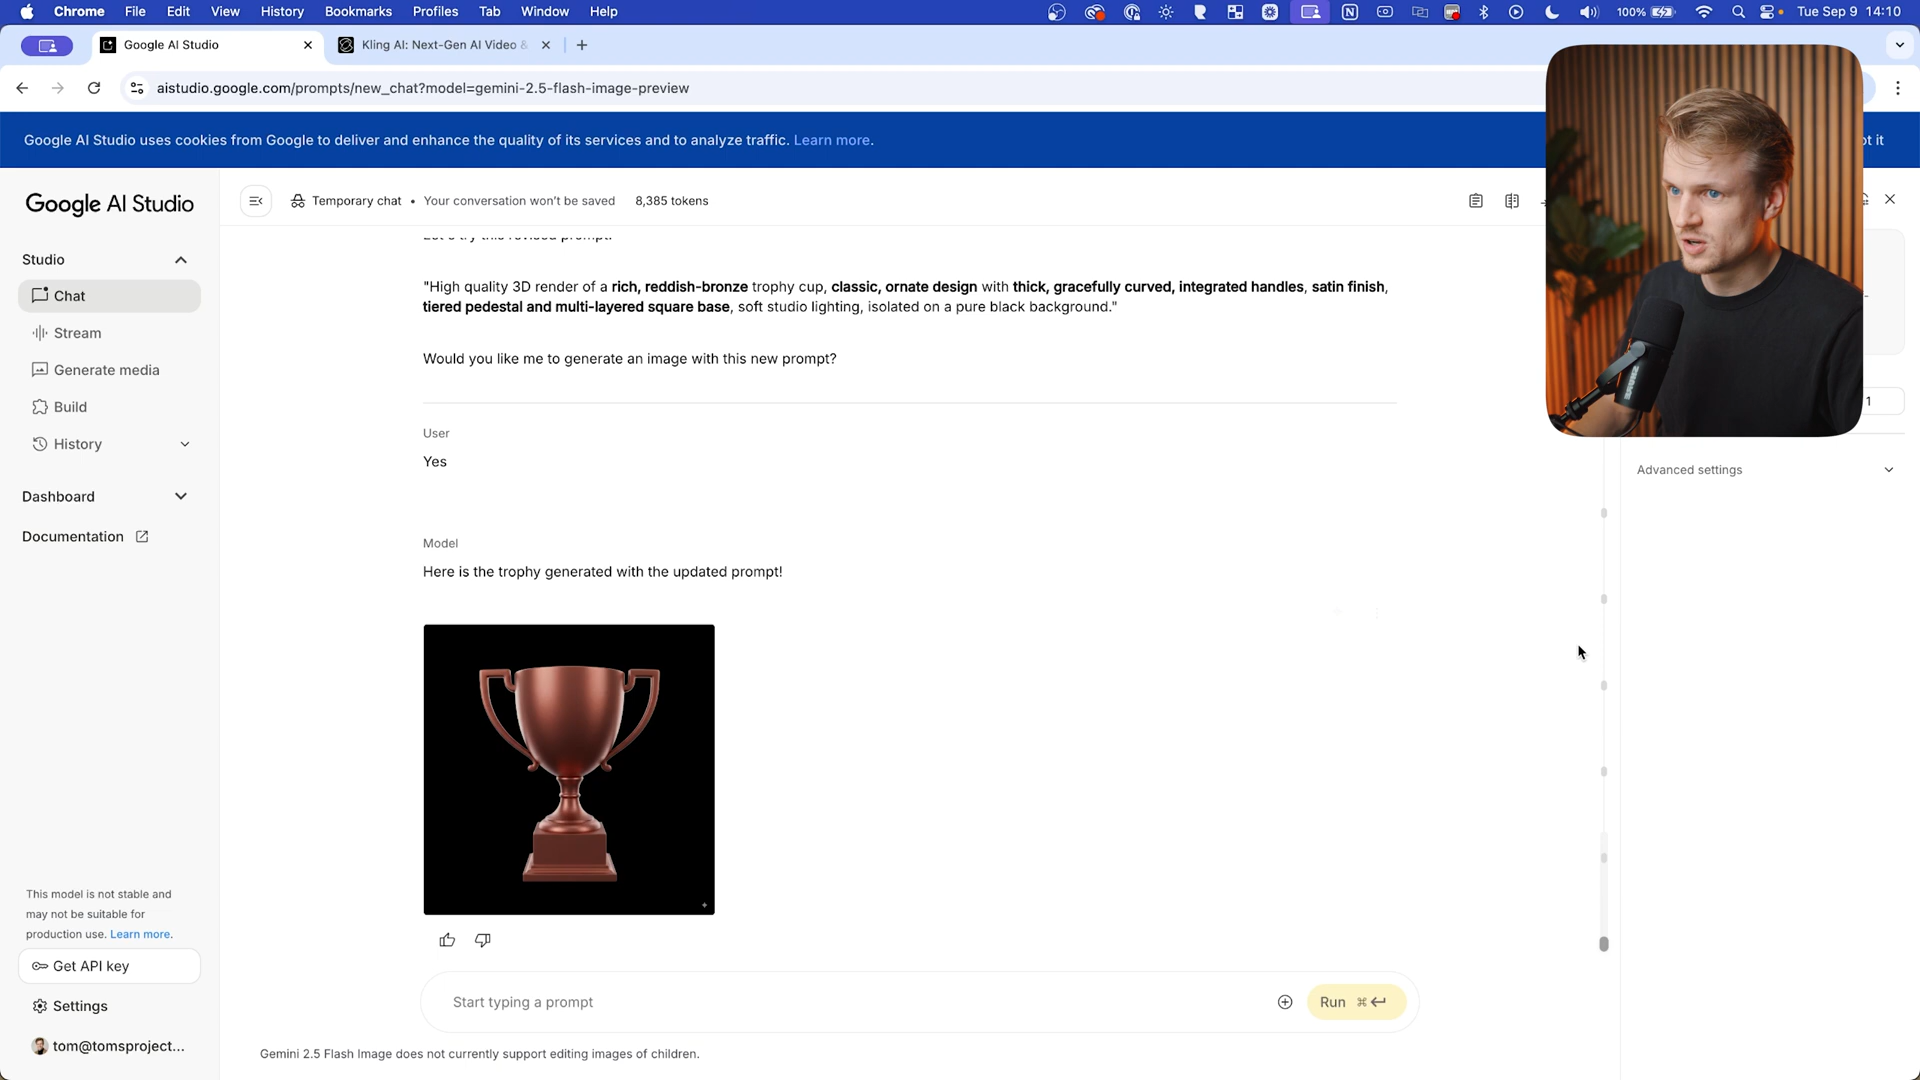 Chrome File Edit View History Bookmarks Profiles Tab Window Help 100% Tue Sep 9 14:10
Google AI Studio Kling AI: Next-Gen AI Video &
aistudio.google.com/prompts/new_chat?model=gemini-2.5-flash-image-preview
Google AI Studio uses cookies from Google to deliver and enhance the quality of its services and to analyze traffic. Learn more. ot it
Google AI Studio
Temporary chat • Your conversation won't be saved 8,385 tokens
Studio
Chat
Stream
Generate media
Build
History
Dashboard
Documentation
This model is not stable and
may not be suitable for
production use. Learn more.
Get API key
Settings
tom@tomsproject...
Let's try this revised prompt:
"High quality 3D render of a rich, reddish-bronze trophy cup, classic, ornate design with thick, gracefully curved, integrated handles, satin finish,
tiered pedestal and multi-layered square base, soft studio lighting, isolated on a pure black background."
Would you like me to generate an image with this new prompt?
User
Yes
Model
Here is the trophy generated with the updated prompt!
Start typing a prompt
Run ⌘↵
Gemini 2.5 Flash Image does not currently support editing images of children.
1
Advanced settings
SHURE